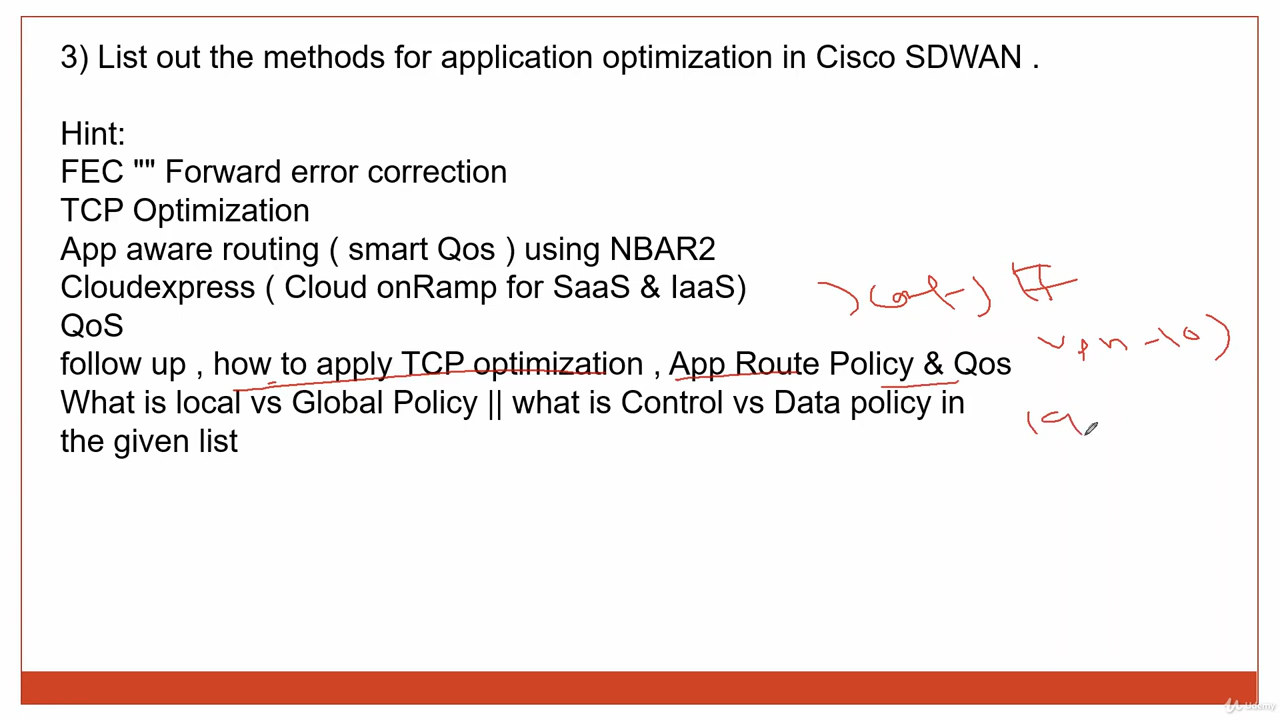 3) List out the methods for application optimization in Cisco SDWAN .
Hint:
FEC "" Forward error correction
TCP Optimization
App aware routing ( smart Qos ) using NBAR2
Cloudexpress ( Cloud onRamp for SaaS & IaaS)
QoS
follow up , how to apply TCP optimization , App Route Policy & Qos
What is local vs Global Policy || what is Control vs Data policy in
the given list
vpn-10)
Udemy